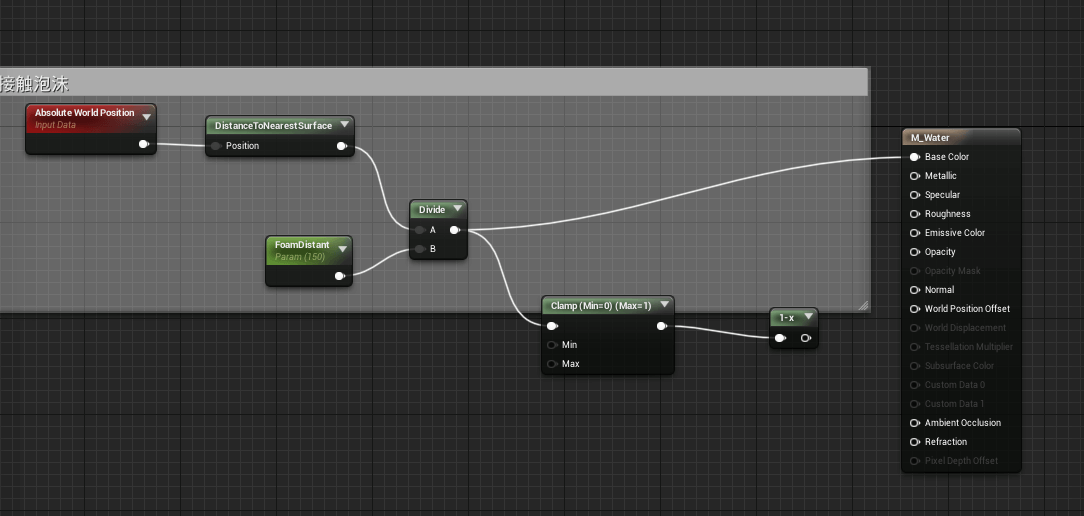 接触泡沫
Absolute World Position
Input Data
DistanceToNearestSurface
Position
Divide
A
B
FoamDistant
Param (150)
Clamp (Min=0) (Max=1)
Min
Max
1-x
M_Water
Base Color
Metallic
Specular
Roughness
Emissive Color
Opacity
Opacity Mask
Normal
World Position Offset
World Displacement
Tessellation Multiplier
Subsurface Color
Custom Data 0
Custom Data 1
Ambient Occlusion
Refraction
Pixel Depth Offset